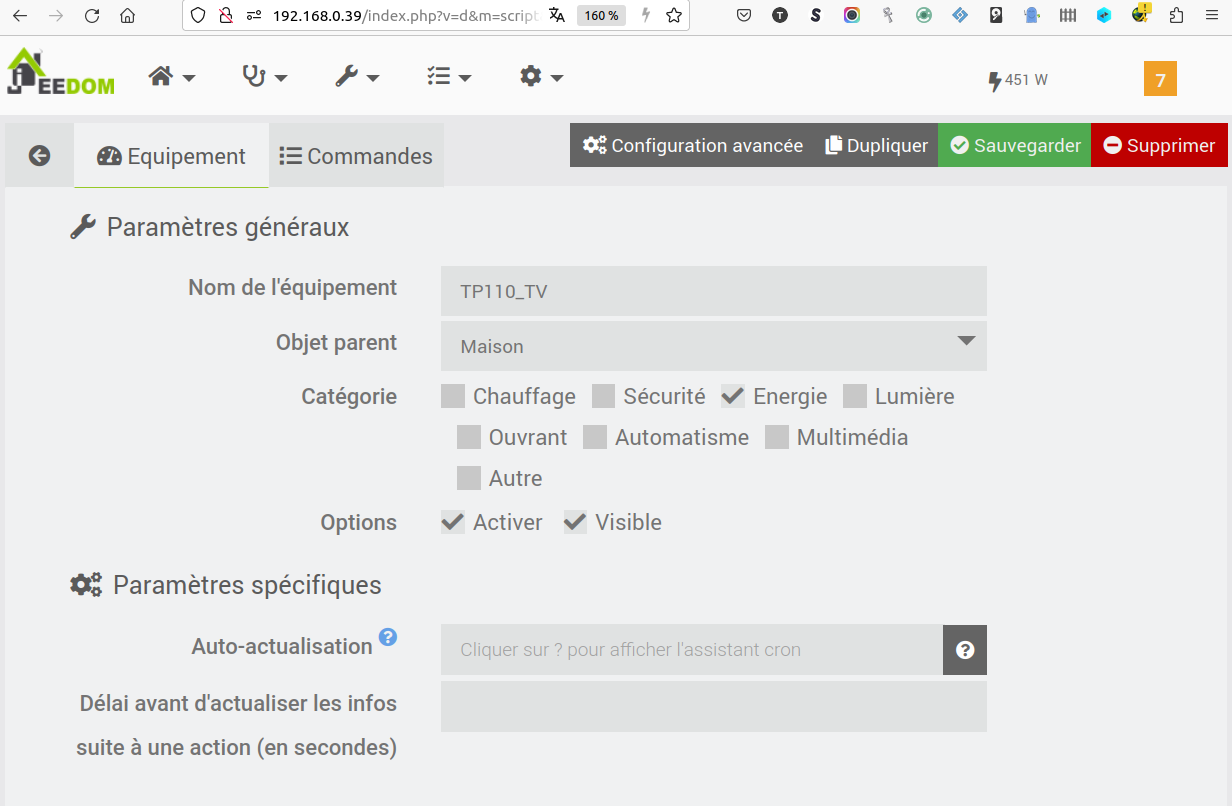 192.168.0.39/index.php?v=d&m=script
160 %
JEEDOM
451 W
7
Equipement
Commandes
Configuration avancée
Dupliquer
Sauvegarder
Supprimer
Paramètres généraux
Nom de l'équipement
TP110_TV
Objet parent
Maison
Catégorie
Chauffage
Sécurité
Energie
Lumière
Ouvrant
Automatisme
Multimédia
Autre
Options
Activer
Visible
Paramètres spécifiques
Auto-actualisation ?
Cliquer sur ? pour afficher l'assistant cron
?
Délai avant d'actualiser les infos
suite à une action (en secondes)